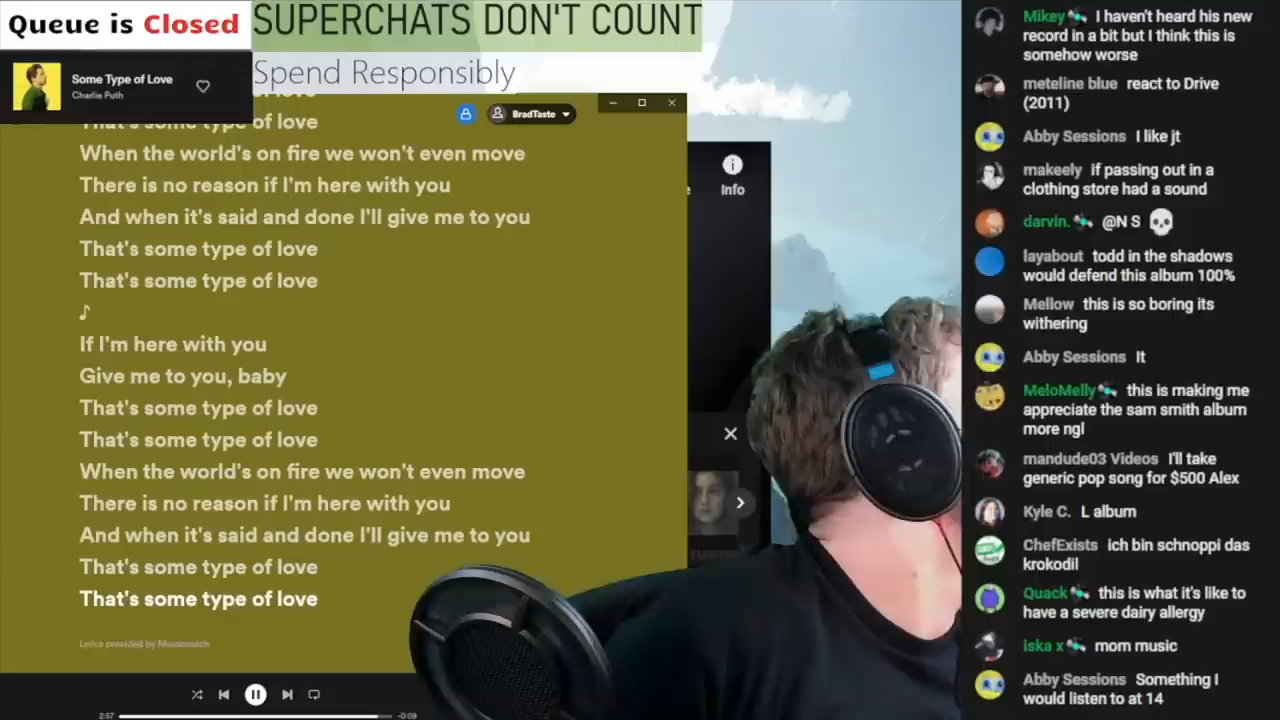 Queue is Closed
SUPERCHATS DON'T COUNT
Spend Responsibly
Some Type of Love
Charlie Puth
BradTaste
That's some type of love
When the world's on fire we won't even move
There is no reason if I'm here with you
And when it's said and done I'll give me to you
That's some type of love
That's some type of love
♪
If I'm here with you
Give me to you, baby
That's some type of love
That's some type of love
When the world's on fire we won't even move
There is no reason if I'm here with you
And when it's said and done I'll give me to you
That's some type of love
That's some type of love
Lyrics provided by Musixmatch
2:57
-0:09
Info
Mikey I haven't heard his new
record in a bit but I think this is
somehow worse
meteline blue react to Drive
(2011)
Abby Sessions I like jt
makeely if passing out in a
clothing store had a sound
darvin. @N S 💀
layabout todd in the shadows
would defend this album 100%
Mellow this is so boring its
withering
Abby Sessions It
MeloMelly this is making me
appreciate the sam smith album
more ngl
mandude03 Videos I'll take
generic pop song for $500 Alex
Kyle C. L album
ChefExists ich bin schnoppi das
krokodil
Quack this is what it's like to
have a severe dairy allergy
iska x mom music
Abby Sessions Something I
would listen to at 14